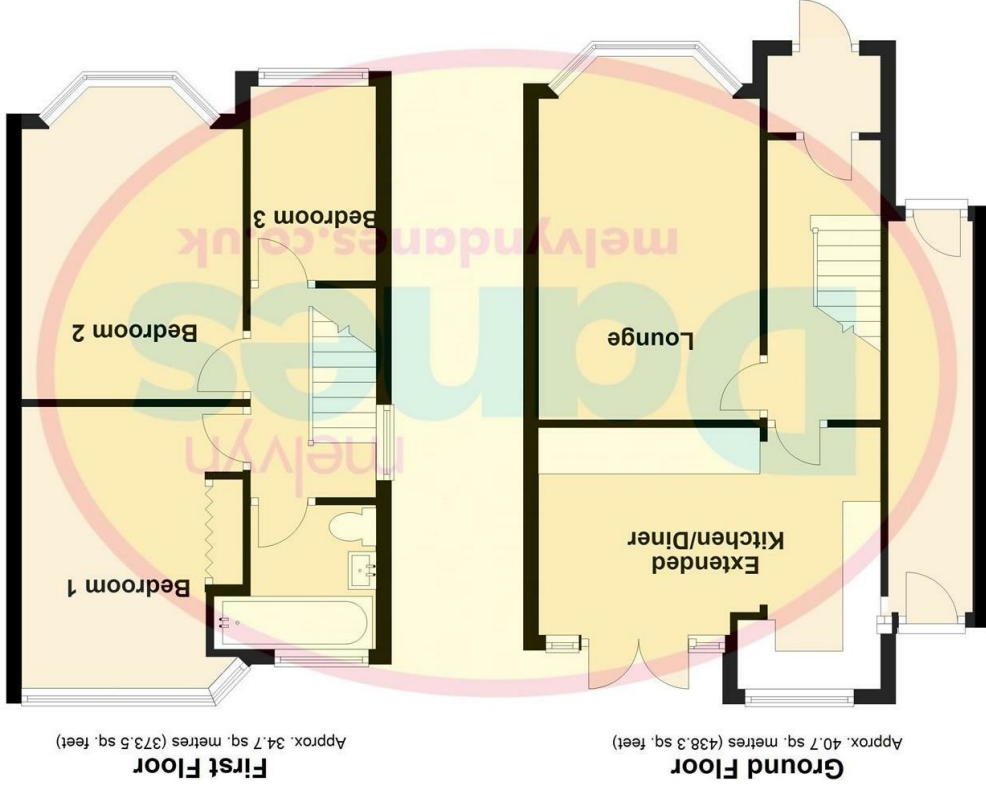 Ground Floor
Approx. 40.7 sq. metres (438.3 sq. feet)
Extended
Kitchen/Diner
Lounge
First Floor
Approx. 34.7 sq. metres (373.5 sq. feet)
Bedroom 1
Bedroom 2
Bedroom 3
melvyn
Danes
melvyndanes.co.uk